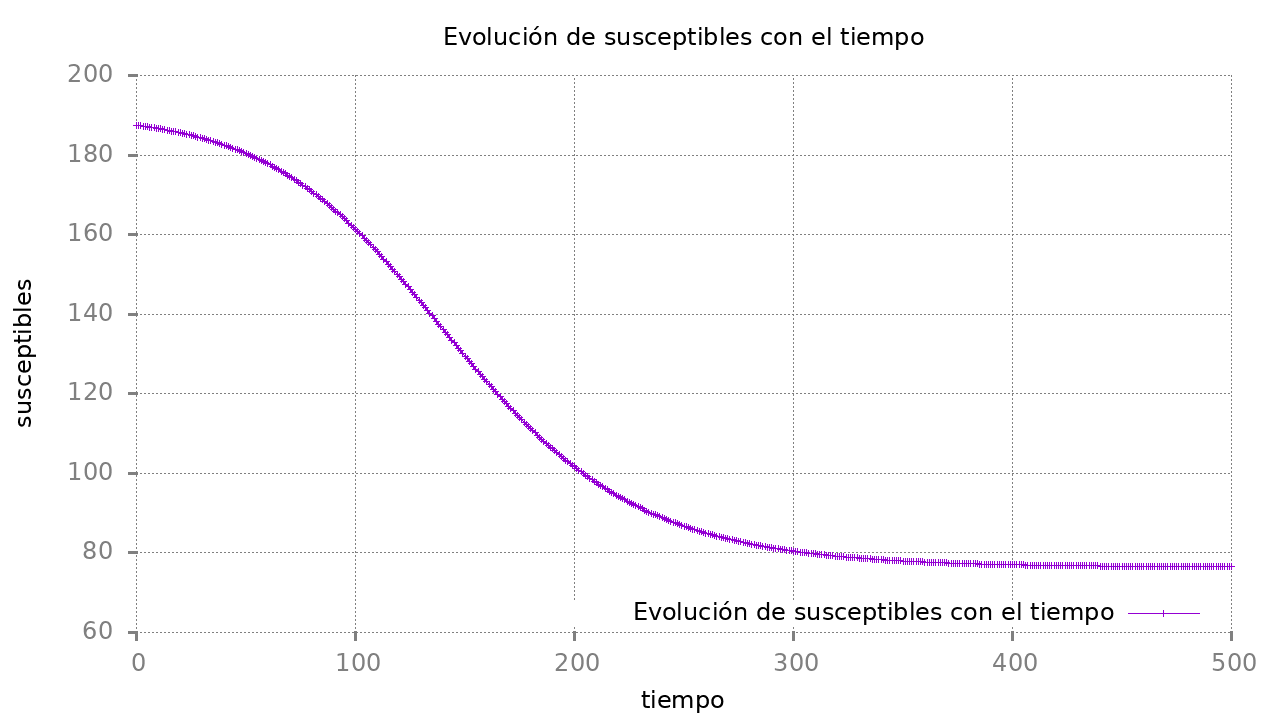 Evolución de susceptibles con el tiempo
200
180
160
140
120
100
80
60
susceptibles
Evolución de susceptibles con el tiempo
0 100 200 300 400 500
tiempo